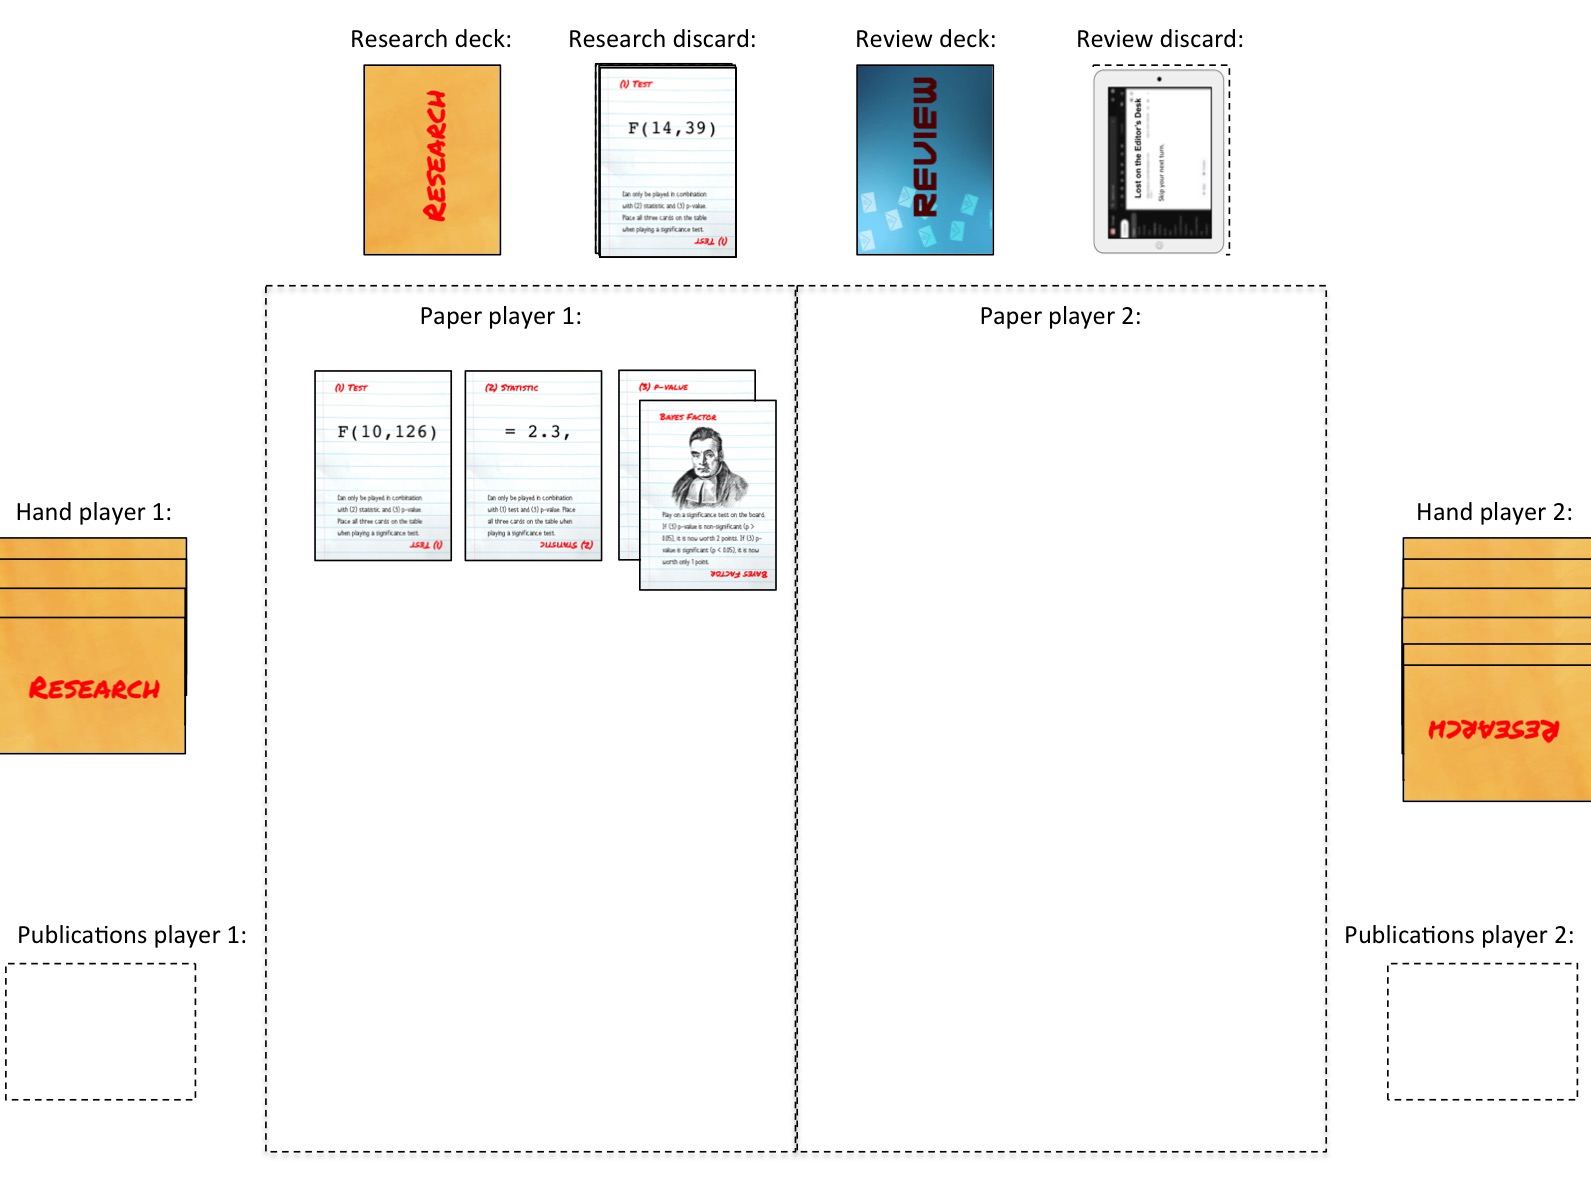 Research deck:
Research discard:
Review deck:
Review discard:
RESEARCH
(1) TEST
F(14,39)
Can only be played in combination
with (2) statistic and (3) p-value.
Place all three cards on the table
when playing a significance test.
(1) TEST
REVIEW
Lost on the Editor's Desk
Skip your next turn.
Paper player 1:
Paper player 2:
(1) TEST
F(10,126)
Can only be played in combination
with (2) statistic and (3) p-value.
Place all three cards on the table
when playing a significance test.
(1) TEST
(2) STATISTIC
= 2.3,
Can only be played in combination
with (1) test and (3) p-value. Place
all three cards on the table when
playing a significance test.
(2) STATISTIC
(3) P-VALUE
BAYES FACTOR
Play on a significance test on the board.
If (3) p-value is non-significant (p >
0.05), it is now worth 2 points. If (3) p-
value is significant (p < 0.05), it is now
worth only 1 point.
BAYES FACTOR
Hand player 1:
RESEARCH
Hand player 2:
RESEARCH
Publications player 1:
Publications player 2: